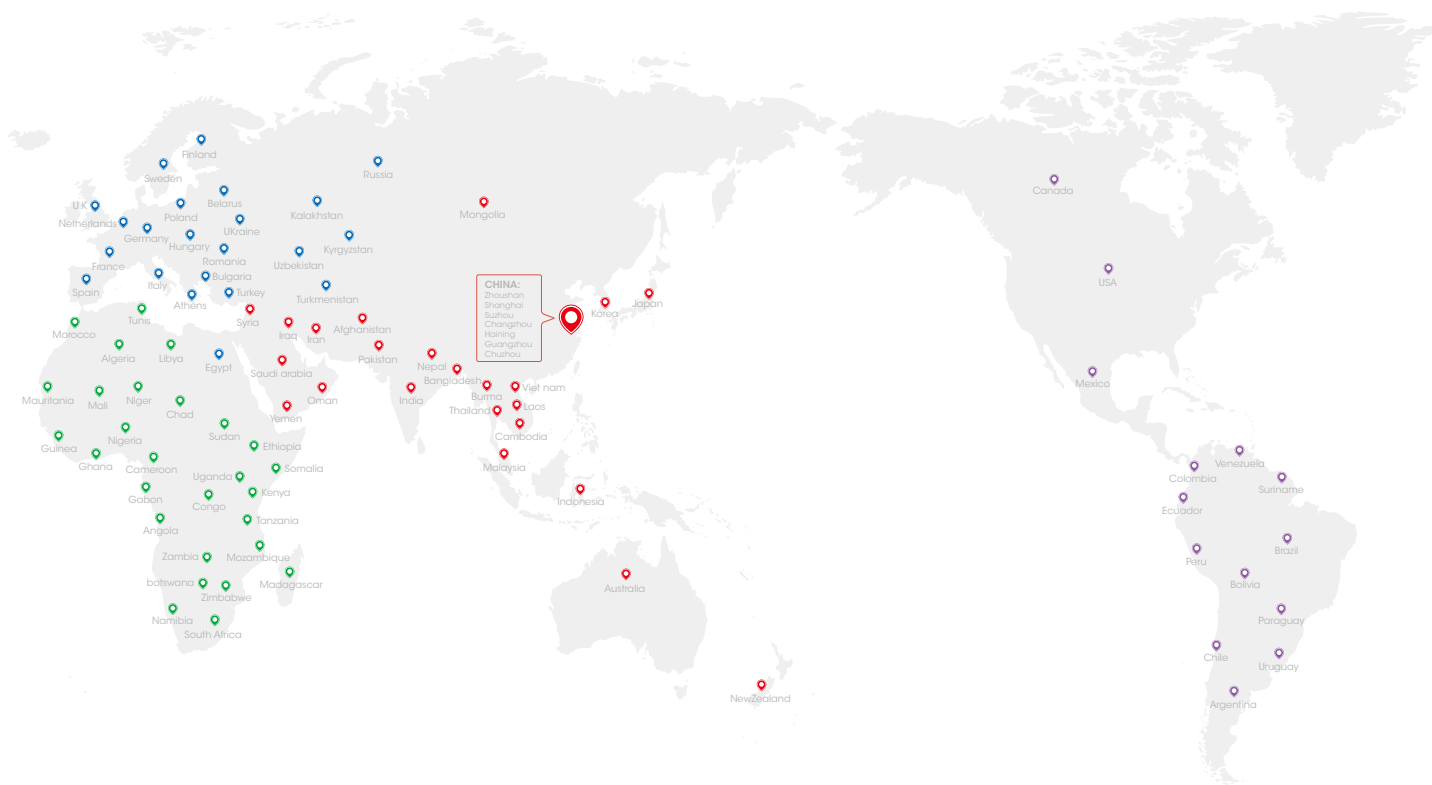 Finland
Sweden
Russia
Canada
U.K
Belarus
Poland
Kalakhstan
Mongolia
Netherlands
Germany
UKraine
Hungary
Romania
Kyrgyzstan
France
Uzbekistan
Italy
Bulgaria
USA
Spain
Athens
Turkey
Turkmenistan
CHINA:
Zhoushan
Shanghai
Suzhou
Changzhou
Haining
Guangzhou
Chuzhou
Korea
Japan
Marocco
Tunis
Syria
Iraq
Iran
Afghanistan
Algeria
Libya
Egypt
Saudi arabia
Pakistan
Nepal
Bangladesh
Mauritania
Mali
Niger
Chad
Yemen
Oman
India
Burma
Viet nam
Thailand
Laos
Cambodia
Mexico
Guinea
Nigeria
Sudan
Ethiopia
Ghana
Cameroon
Somalia
Malaysia
Venezuela
Colombia
Gabon
Uganda
Congo
Kenya
Indonesia
Suriname
Ecuador
Angola
Tanzania
Zambia
Mozambique
Brazil
Peru
botswana
Zimbabwe
Madagascar
Australia
Bolivia
Namibia
South Africa
Paraguay
Chile
Uruguay
NewZealand
Argentina